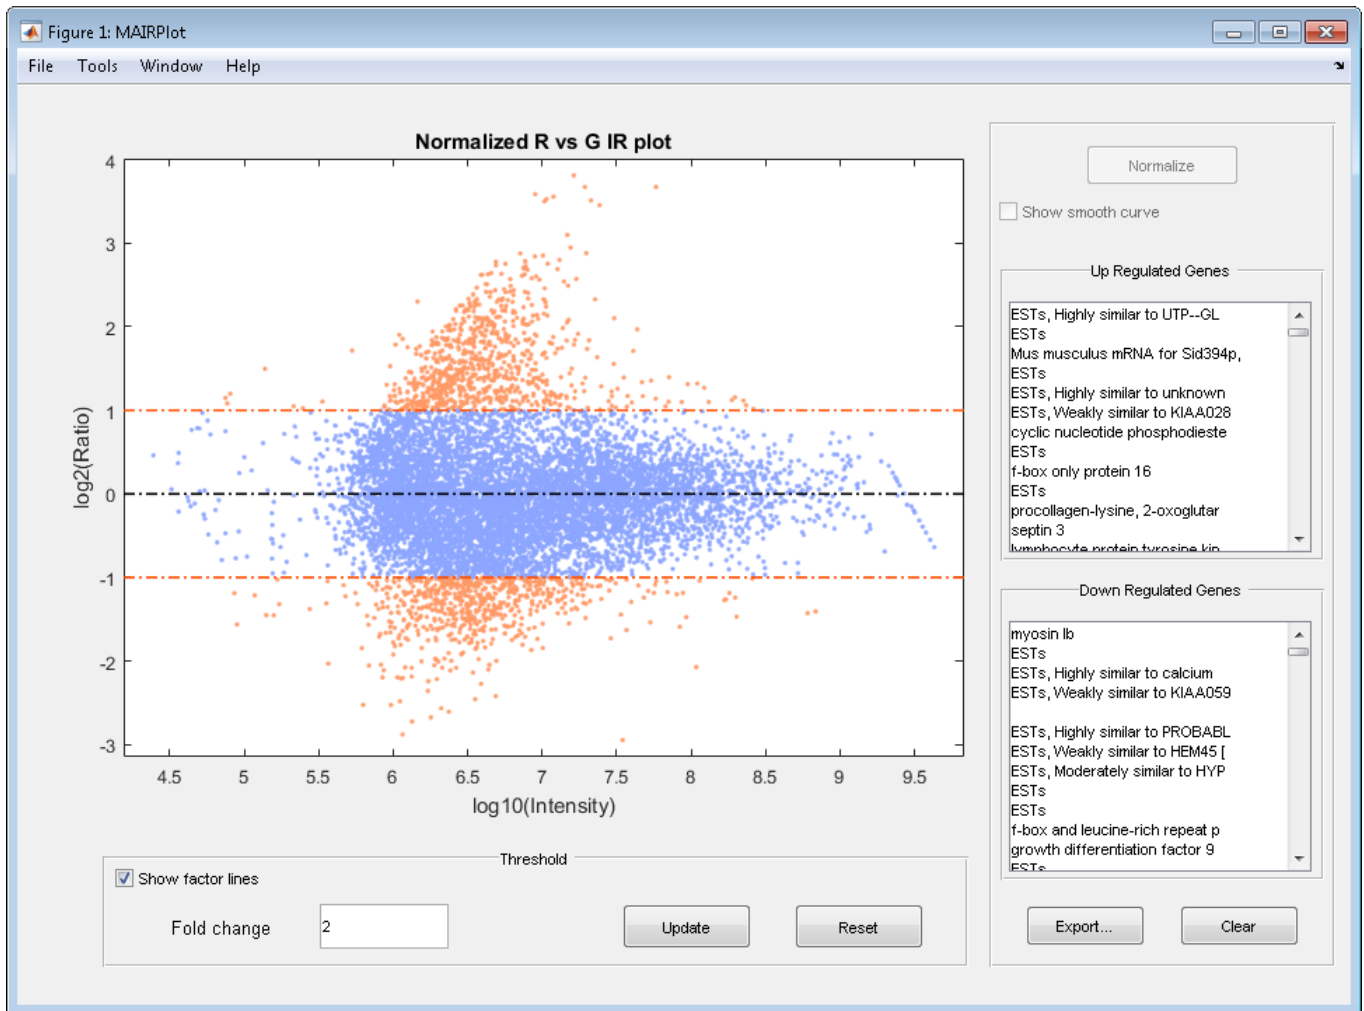 Figure 1: MAIRPlot
File Tools Window Help
Normalized R vs G IR plot
4
3
2
1
0
-1
-2
-3
log2(Ratio)
4.5 5 5.5 6 6.5 7 7.5 8 8.5 9 9.5
log10(Intensity)
Threshold
Show factor lines
Fold change 2 Update Reset
Normalize
Show smooth curve
Up Regulated Genes
ESTs, Highly similar to UTP--GL
ESTs
Mus musculus mRNA for Sid394p,
ESTs
ESTs, Highly similar to unknown
ESTs, Weakly similar to KIAA028
cyclic nucleotide phosphodieste
ESTs
f-box only protein 16
ESTs
procollagen-lysine, 2-oxoglutar
septin 3
lymphocyte protein tyrosine kin
Down Regulated Genes
myosin Ib
ESTs
ESTs, Highly similar to calcium
ESTs, Weakly similar to KIAA059
ESTs, Highly similar to PROBABL
ESTs, Weakly similar to HEM45 [
ESTs, Moderately similar to HYP
ESTs
ESTs
f-box and leucine-rich repeat p
growth differentiation factor 9
ESTs
Export... Clear